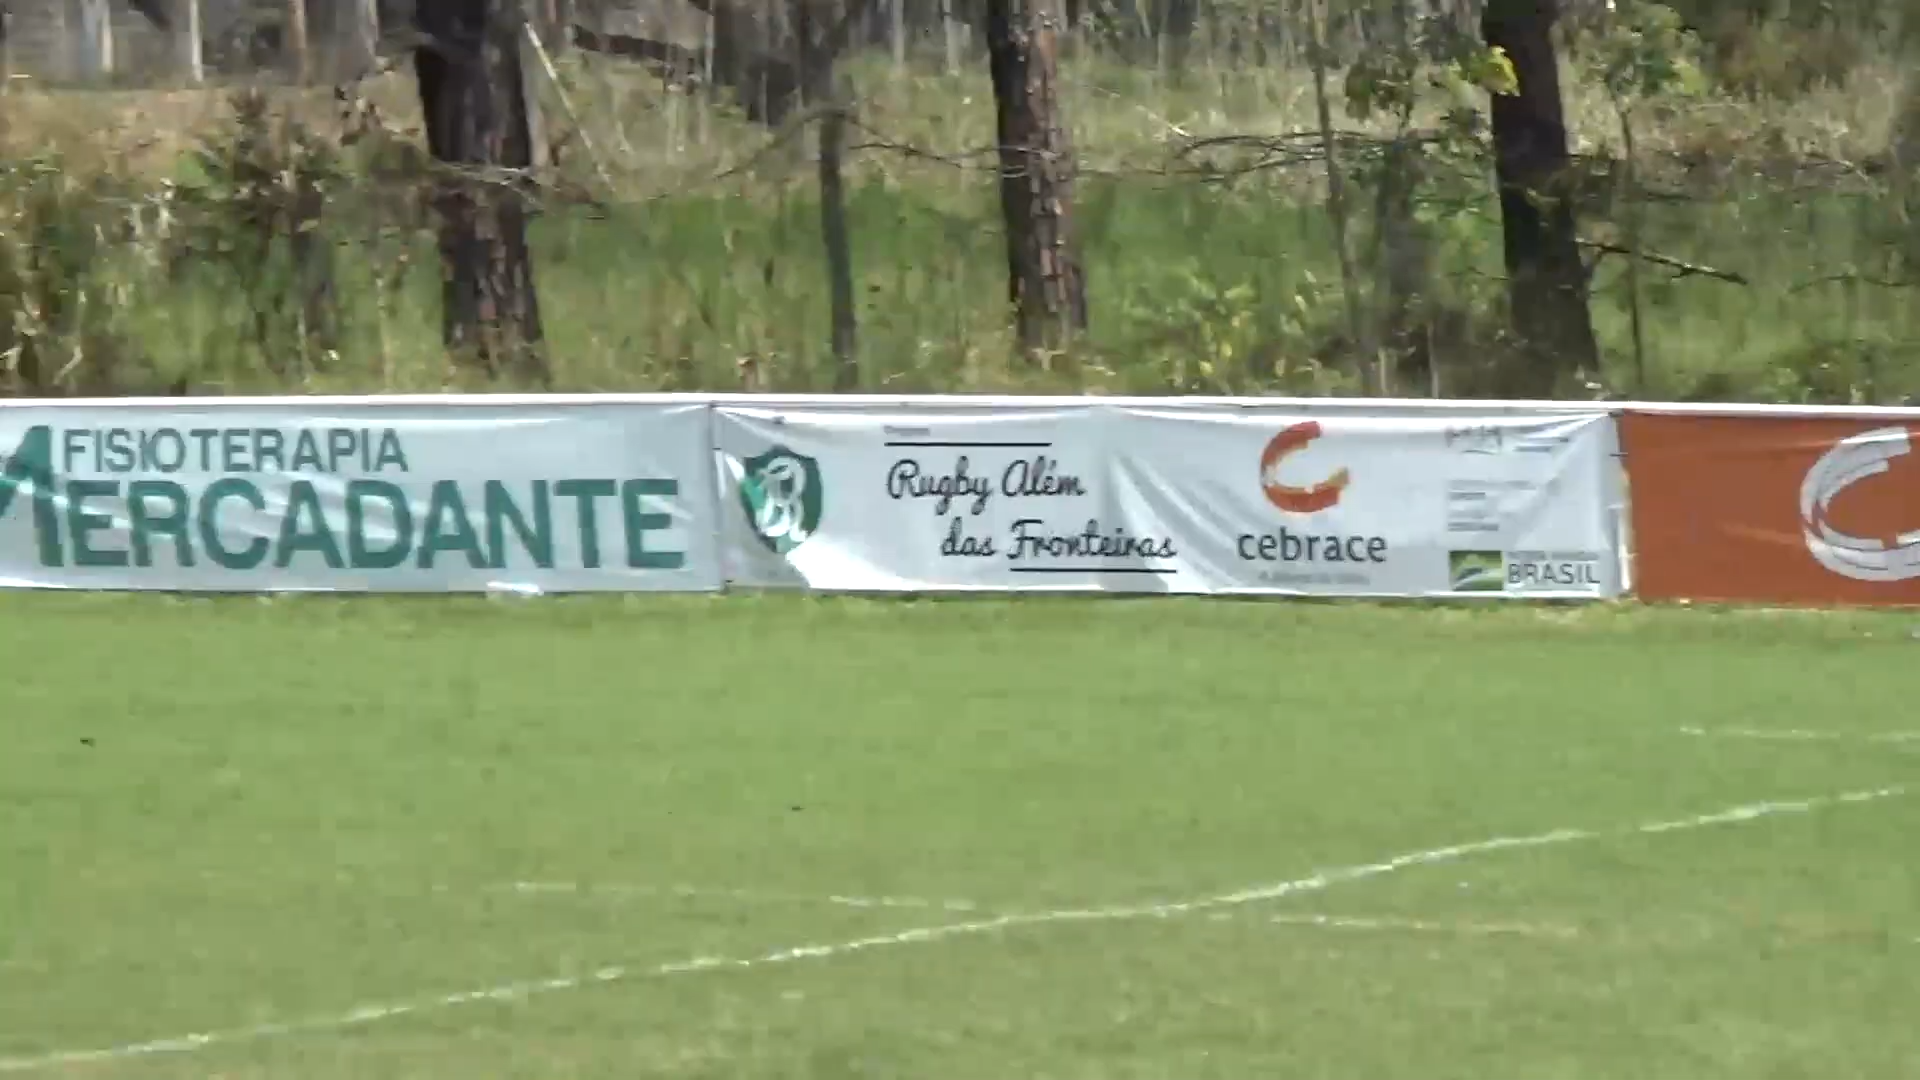 FISIOTERAPIA
MERCADANTE
Rugby Além
das Fronteiras
cebrace
BRASIL